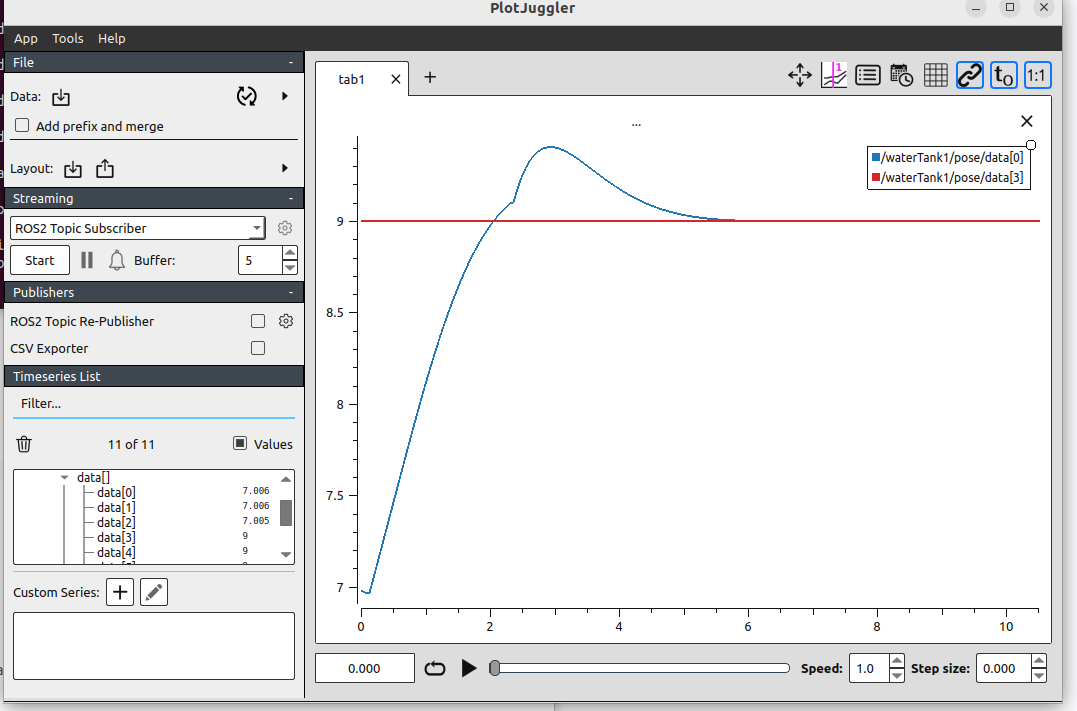 PlotJuggler
App Tools Help
File -
Data:
Add prefix and merge
Layout:
Streaming -
ROS2 Topic Subscriber
Start Buffer: 5
Publishers -
ROS2 Topic Re-Publisher
CSV Exporter
Timeseries List
Filter...
11 of 11 Values
data[]
data[0] 7.006
data[1] 7.006
data[2] 7.005
data[3] 9
data[4] 9
Custom Series:
tab1
1
t0
1:1
...
/waterTank1/pose/data[0]
/waterTank1/pose/data[3]
9
8.5
8
7.5
7
0 2 4 6 8 10
0.000 Speed: 1.0 Step size: 0.000